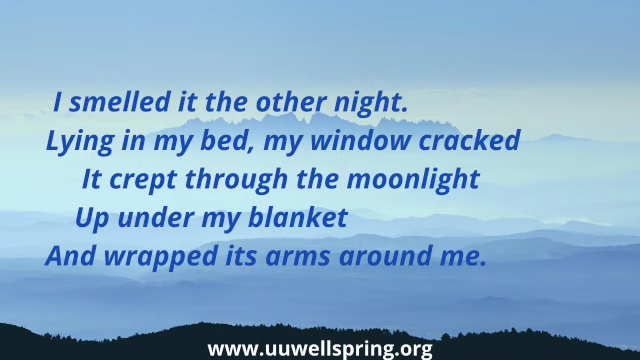 I smelled it the other night.
Lying in my bed, my window cracked
It crept through the moonlight
Up under my blanket
And wrapped its arms around me.
www.uuwellspring.org